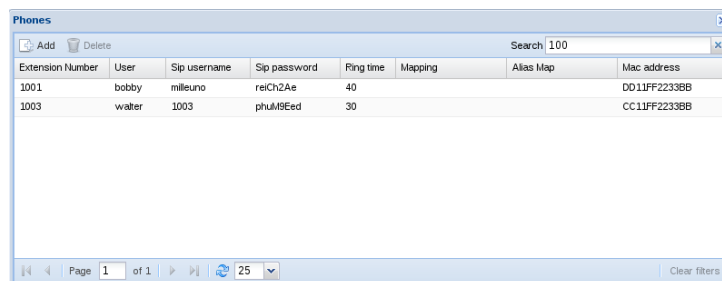 Phones
Add Delete Search 100
Extension Number User Sip username Sip password Ring time Mapping Alias Map Mac address
1001 bobby milleuno reiCh2Ae 40 DD11FF2233BB
1003 walter 1003 phuM9Eed 30 CC11FF2233BB
Page 1 of 1 25 Clear filters